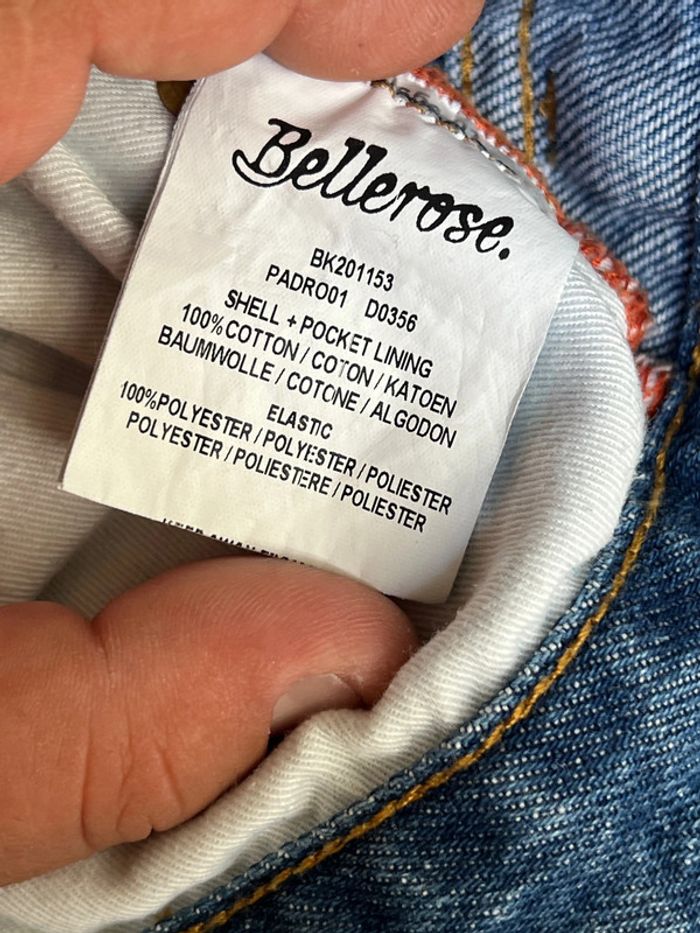 Bellerose.
BK201153
PADRO01 D0356
SHELL + POCKET LINING
100% COTTON / COTON / KATOEN
BAUMWOLLE / COTONE / ALGODON
ELASTIC
100%POLYESTER / POLYESTER / POLIESTER
POLYESTER / POLIESTERE / POLIESTER